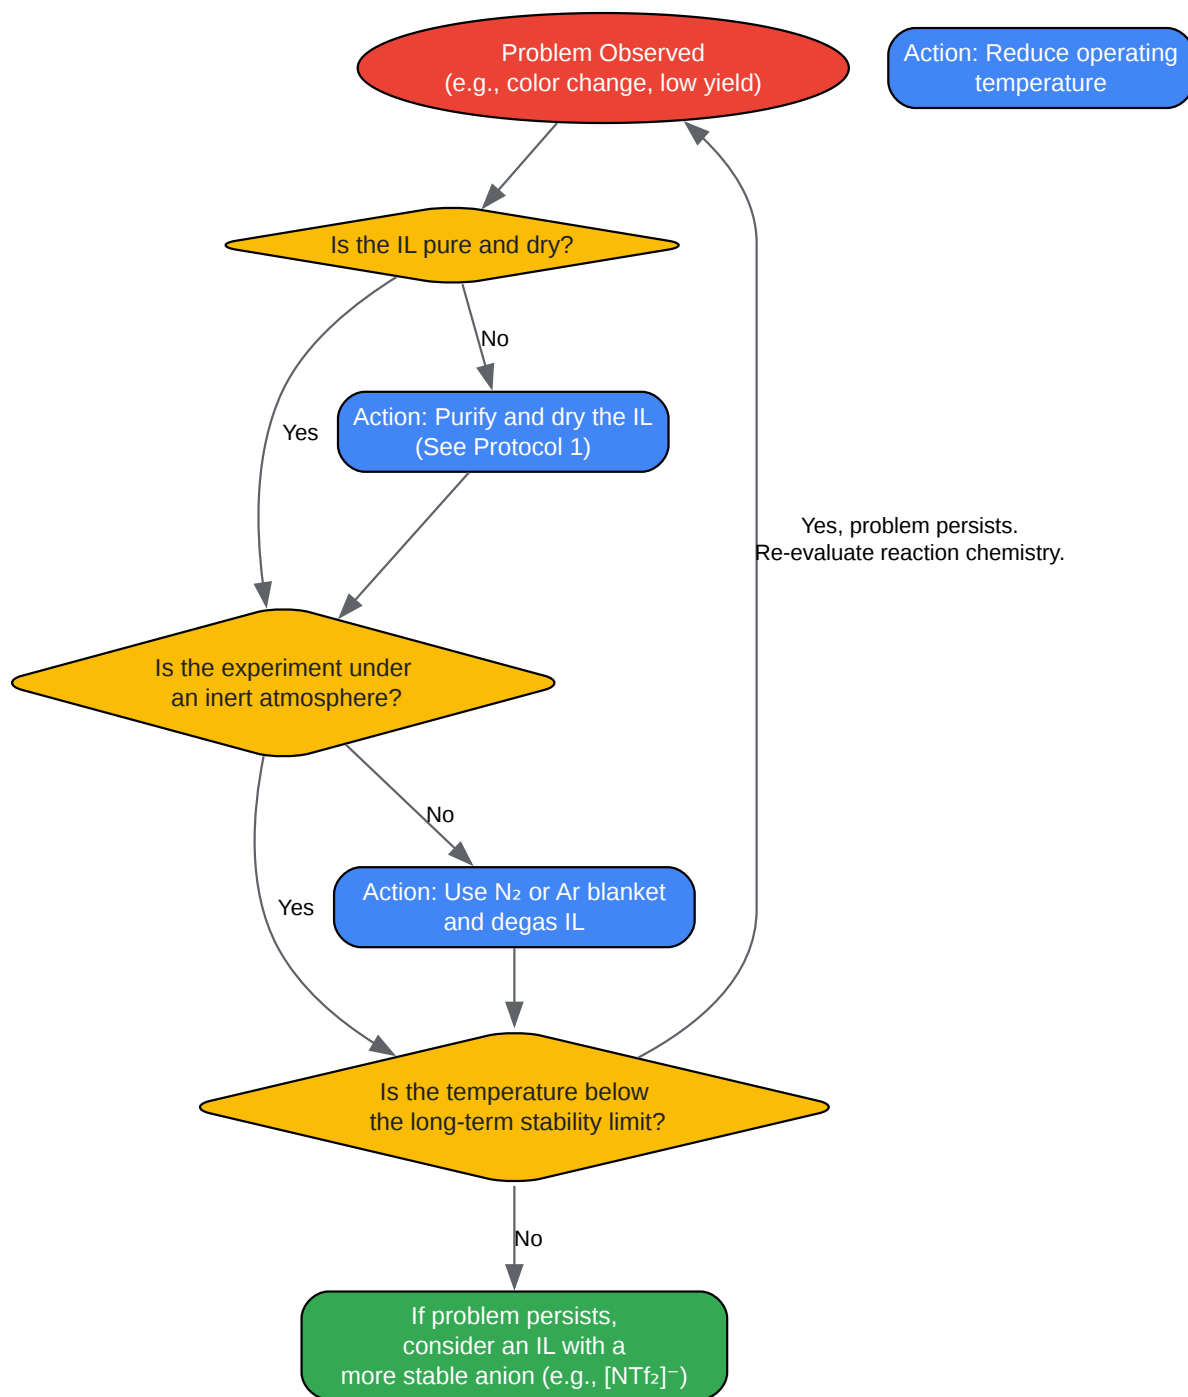 Problem Observed
(e.g., color change, low yield)
Action: Reduce operating
temperature
Is the IL pure and dry?
No
Yes
Action: Purify and dry the IL
(See Protocol 1)
Yes, problem persists.
Re-evaluate reaction chemistry.
Is the experiment under
an inert atmosphere?
No
Yes
Action: Use N₂ or Ar blanket
and degas IL
Is the temperature below
the long-term stability limit?
No
If problem persists,
consider an IL with a
more stable anion (e.g., [NTf₂]⁻)